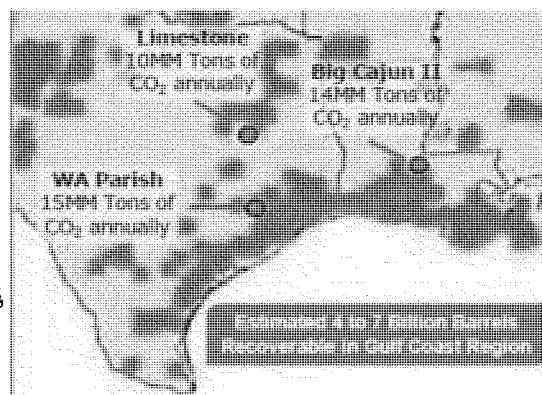 Limestone
10MM Tons of
CO₂ annually
Big Cajun II
14MM Tons of
CO₂ annually
WA Parish
15MM Tons of
CO₂ annually
Estimated 4 to 7 Billion Barrels
Recoverable in Gulf Coast Region